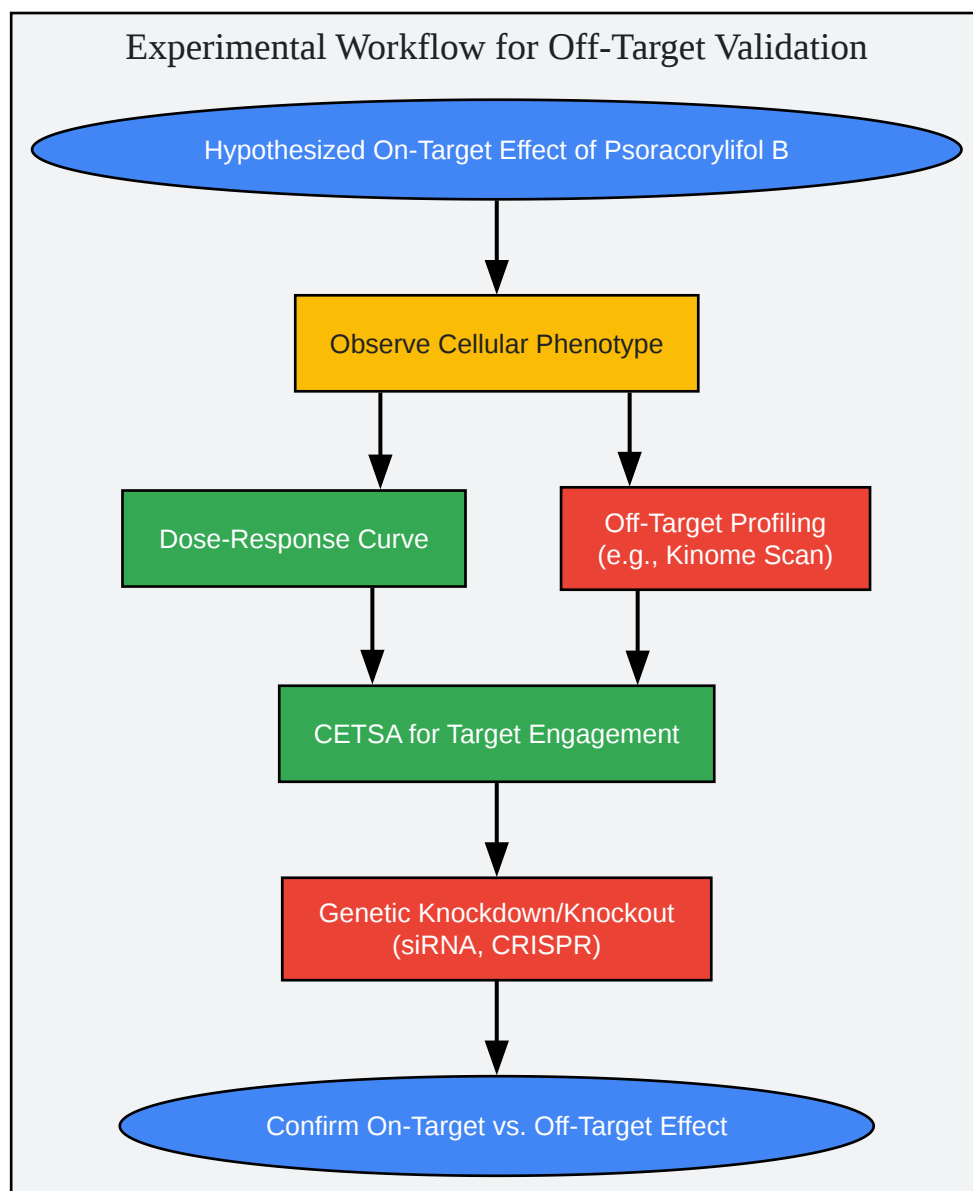 Experimental Workflow for Off-Target Validation
Hypothesized On-Target Effect of Psoracorylifol B
Observe Cellular Phenotype
Dose-Response Curve
Off-Target Profiling
(e.g., Kinome Scan)
CETSA for Target Engagement
Genetic Knockdown/Knockout
(siRNA, CRISPR)
Confirm On-Target vs. Off-Target Effect